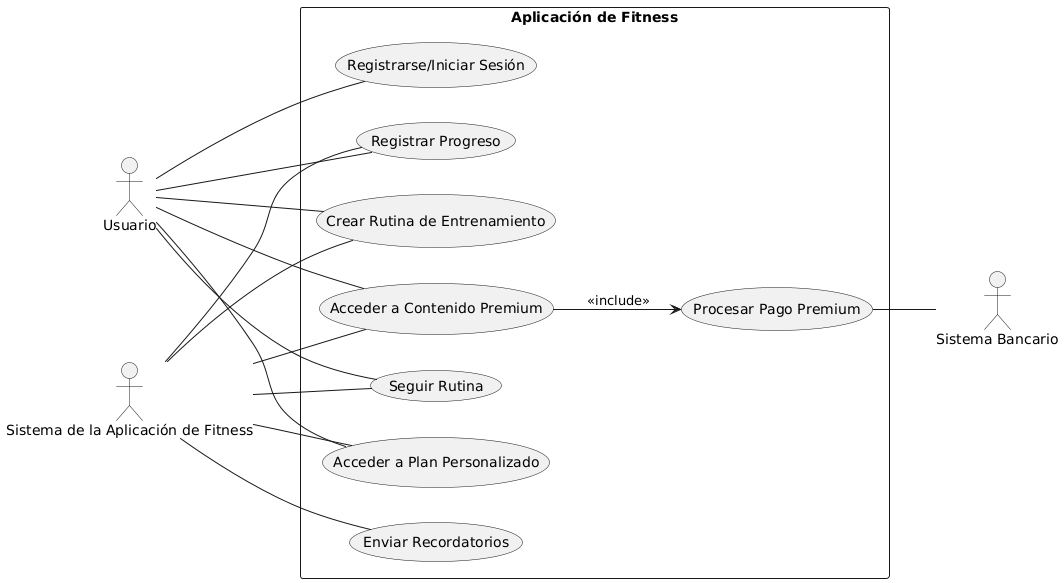 Aplicación de Fitness
Registrarse/Iniciar Sesión
Registrar Progreso
Usuario
Crear Rutina de Entrenamiento
Acceder a Contenido Premium
«include»
Procesar Pago Premium
Sistema Bancario
Seguir Rutina
Sistema de la Aplicación de Fitness
Acceder a Plan Personalizado
Enviar Recordatorios